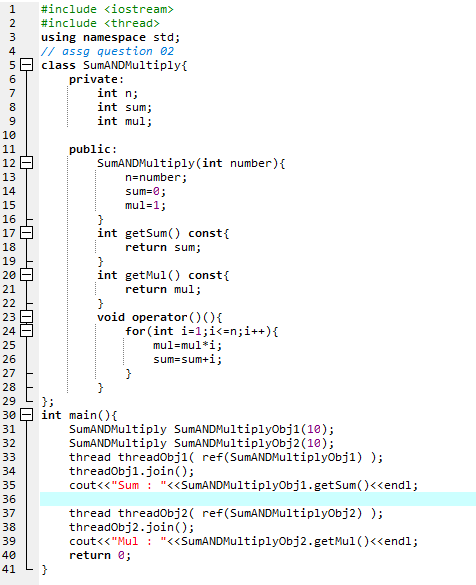 1 #include <iostream>
2 #include <thread>
3 using namespace std;
4 // assg question 02
5 class SumANDMultiply{
6     private:
7         int n;
8         int sum;
9         int mul;
10
11     public:
12         SumANDMultiply(int number){
13             n=number;
14             sum=0;
15             mul=1;
16         }
17         int getSum() const{
18             return sum;
19         }
20         int getMul() const{
21             return mul;
22         }
23         void operator()(){
24             for(int i=1;i<=n;i++){
25                 mul=mul*i;
26                 sum=sum+i;
27             }
28         }
29 };
30 int main(){
31     SumANDMultiply SumANDMultiplyObj1(10);
32     SumANDMultiply SumANDMultiplyObj2(10);
33     thread threadObj1( ref(SumANDMultiplyObj1) );
34     threadObj1.join();
35     cout<<"Sum : "<<SumANDMultiplyObj1.getSum()<<endl;
36
37     thread threadObj2( ref(SumANDMultiplyObj2) );
38     threadObj2.join();
39     cout<<"Mul : "<<SumANDMultiplyObj2.getMul()<<endl;
40     return 0;
41 }